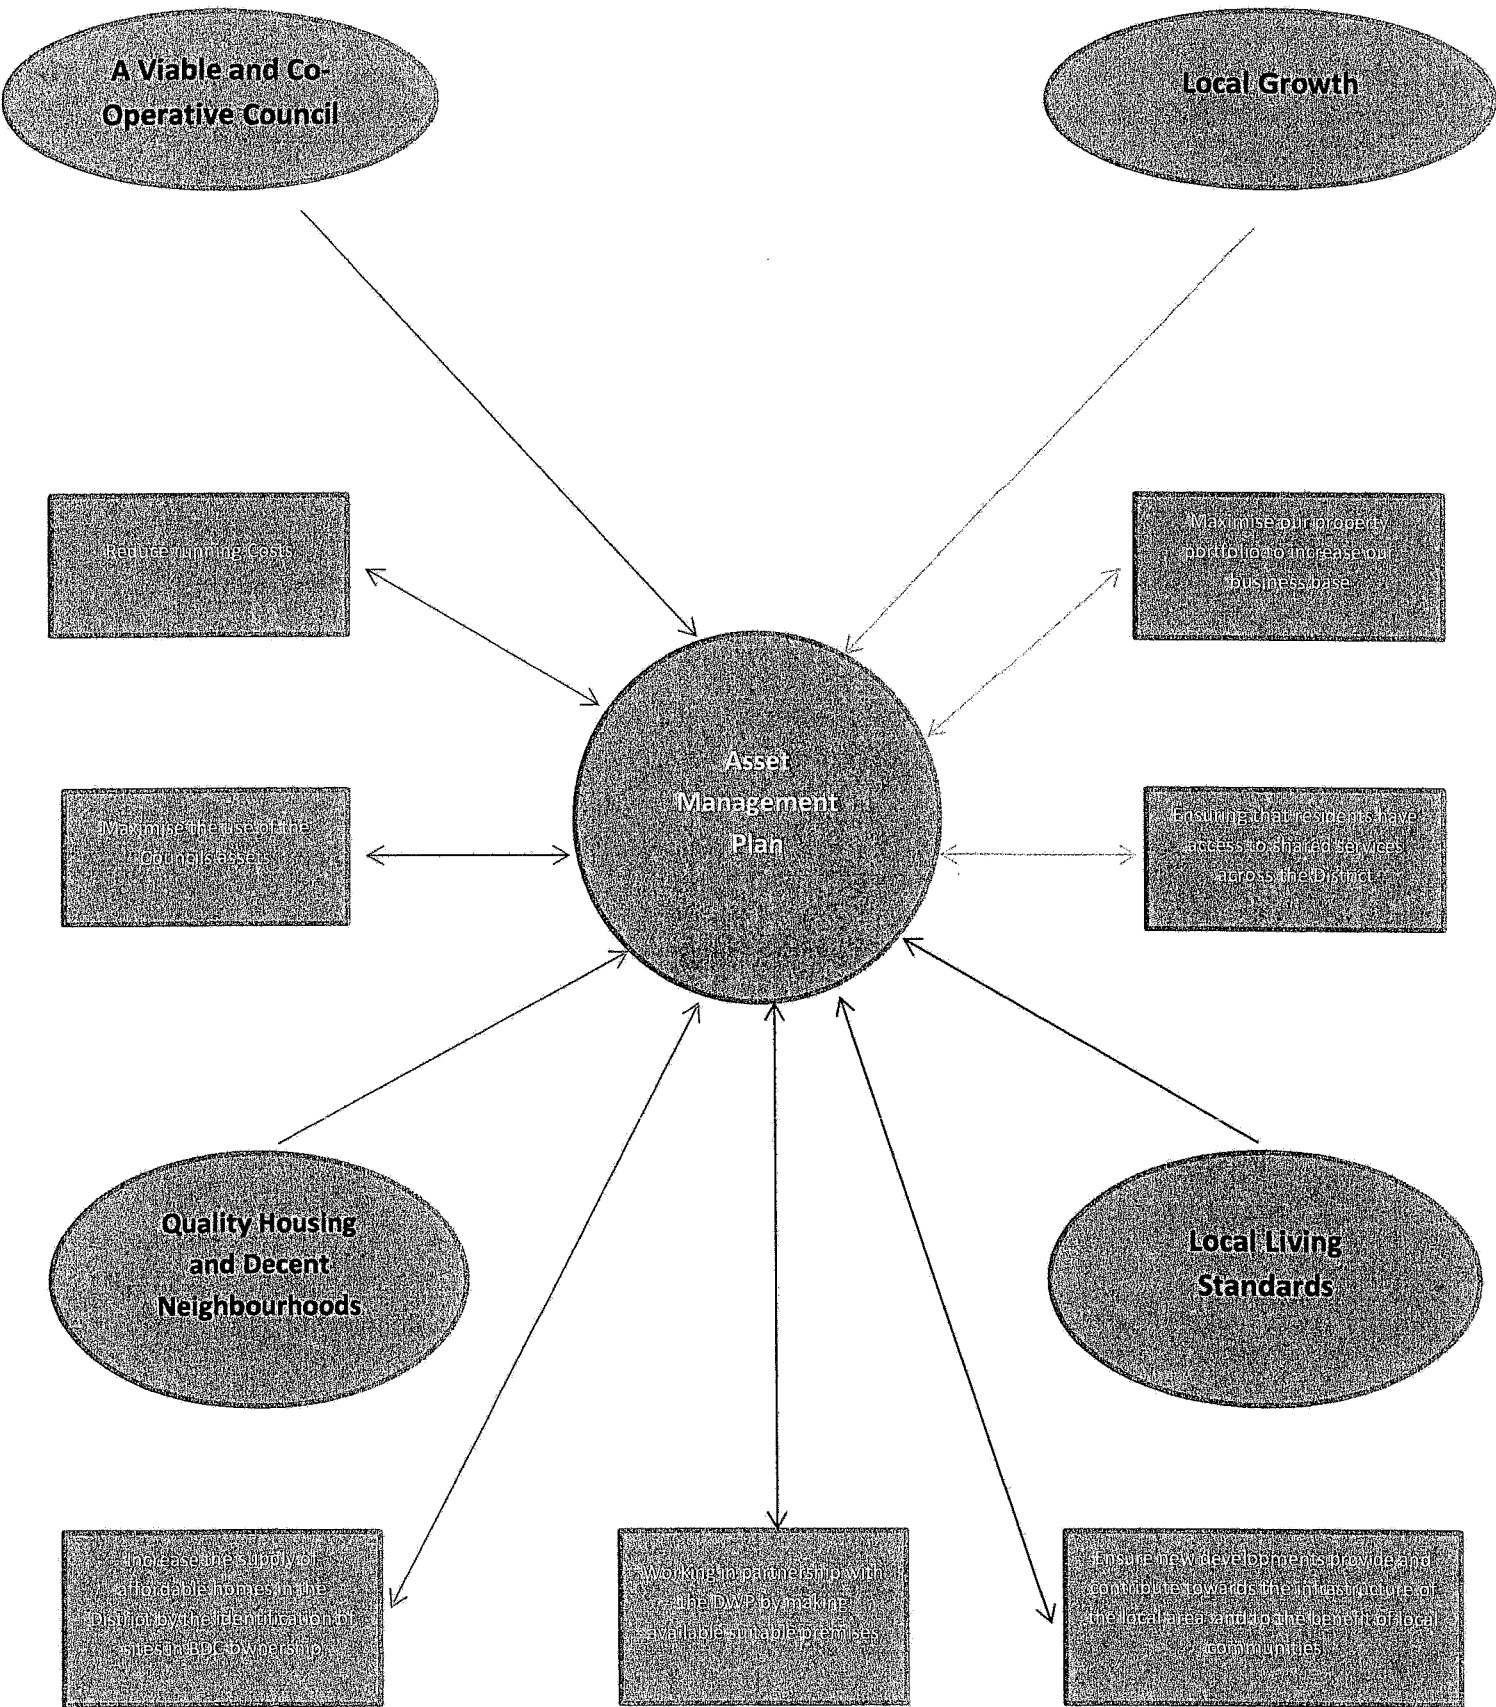 A Viable and Co-
Operative Council
Local Growth
Reduce running Costs
Maximise our property
portfolio to increase our
business base
Asset
Management
Plan
Maximise the use of the
Councils assets
Ensuring that residents have
access to shared services
across the District
Quality Housing
and Decent
Neighbourhoods
Local Living
Standards
Increase the supply of
affordable homes in the
District by the identification of
sites in BDC ownership
Working in partnership with
the DWP by making
available suitable premises
Ensure new developments provide and
contribute towards the infrastructure of
the local area and to the benefit of local
communities